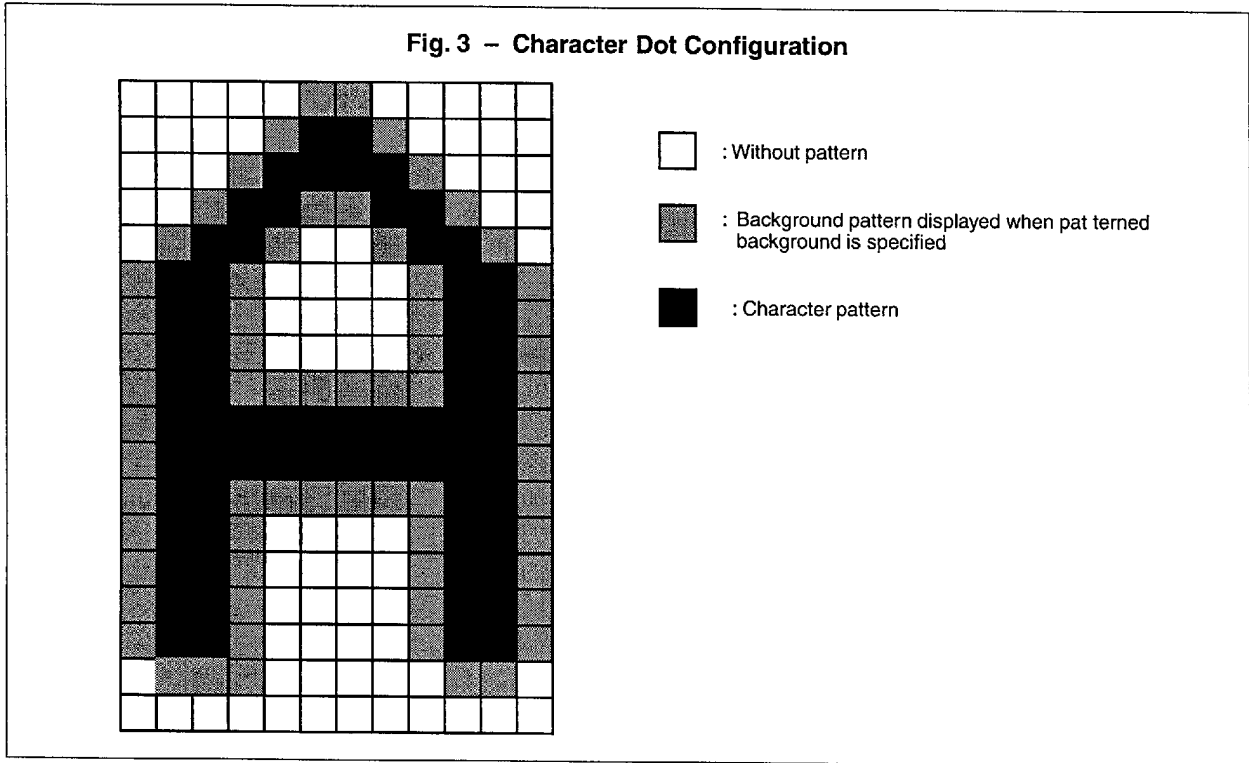 Fig. 3 – Character Dot Configuration
: Without pattern
: Background pattern displayed when pat terned
background is specified
: Character pattern